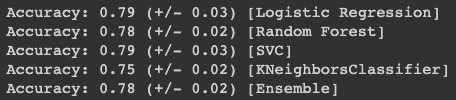 Accuracy: 0.79 (+/- 0.03) [Logistic Regression]
Accuracy: 0.78 (+/- 0.02) [Random Forest]
Accuracy: 0.79 (+/- 0.03) [SVC]
Accuracy: 0.75 (+/- 0.02) [KNeighborsClassifier]
Accuracy: 0.78 (+/- 0.02) [Ensemble]